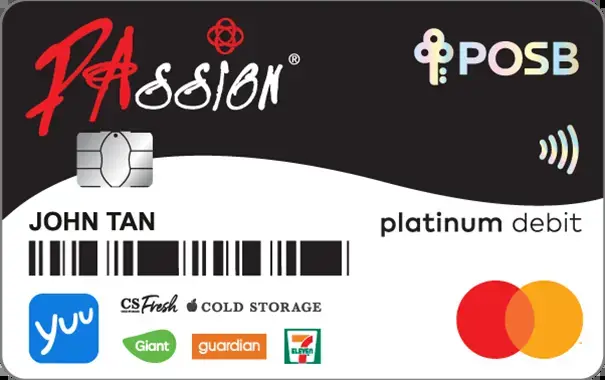 PAssion®
POSB
JOHN TAN
platinum debit
yuu
CS Fresh COLD STORAGE
Giant
guardian
7 ELEVEN